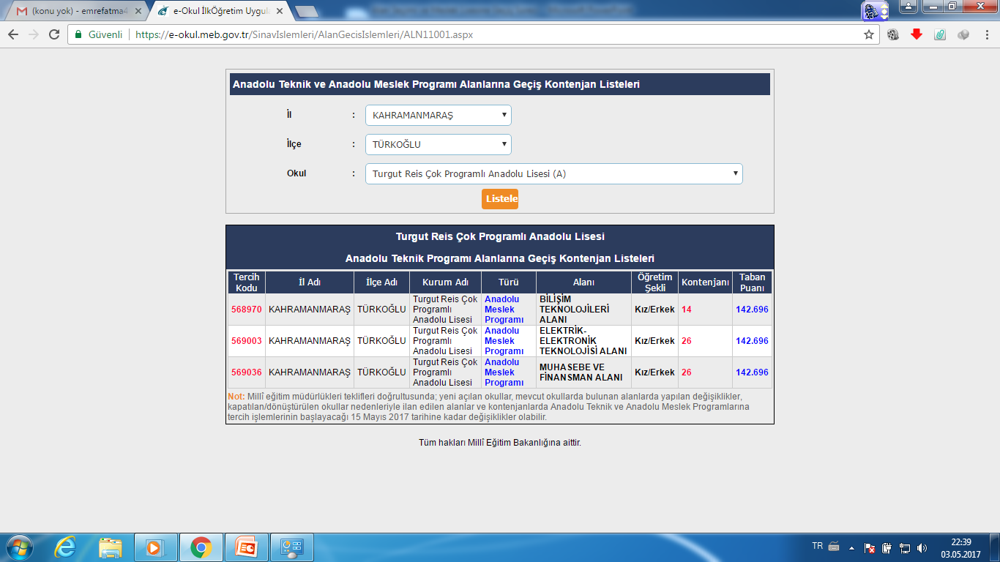 (konu yok) - emrefatma4
e-Okul İlkÖğretim Uygula
Güvenli
https://e-okul.meb.gov.tr/SinavIslemleri/AlanGecisIslemleri/ALN11001.aspx
Anadolu Teknik ve Anadolu Meslek Programı Alanlarına Geçiş Kontenjan Listeleri
İl : KAHRAMANMARAŞ
İlçe : TÜRKOĞLU
Okul : Turgut Reis Çok Programlı Anadolu Lisesi (A)
Listele
Turgut Reis Çok Programlı Anadolu Lisesi
Anadolu Teknik Programı Alanlarına Geçiş Kontenjan Listeleri
Tercih Kodu İl Adı İlçe Adı Kurum Adı Türü Alanı Öğretim Şekli Kontenjanı Taban Puanı
568970 KAHRAMANMARAŞ TÜRKOĞLU Turgut Reis Çok Programlı Anadolu Lisesi Anadolu Meslek Programı BİLİŞİM TEKNOLOJİLERİ ALANI Kız/Erkek 14 142.696
569003 KAHRAMANMARAŞ TÜRKOĞLU Turgut Reis Çok Programlı Anadolu Lisesi Anadolu Meslek Programı ELEKTRİK-ELEKTRONİK TEKNOLOJİSİ ALANI Kız/Erkek 26 142.696
569036 KAHRAMANMARAŞ TÜRKOĞLU Turgut Reis Çok Programlı Anadolu Lisesi Anadolu Meslek Programı MUHASEBE VE FİNANSMAN ALANI Kız/Erkek 26 142.696
Not: Millî eğitim müdürlükleri teklifleri doğrultusunda; yeni açılan okullar, mevcut okullarda bulunan alanlarda yapılan değişiklikler,
kapatılan/dönüştürülen okullar nedenleriyle ilan edilen alanlar ve kontenjanlarda Anadolu Teknik ve Anadolu Meslek Programlarına
tercih işlemlerinin başlayacağı 15 Mayıs 2017 tarihine kadar değişiklikler olabilir.
Tüm hakları Millî Eğitim Bakanlığına aittir.
TR
22:39
03.05.2017